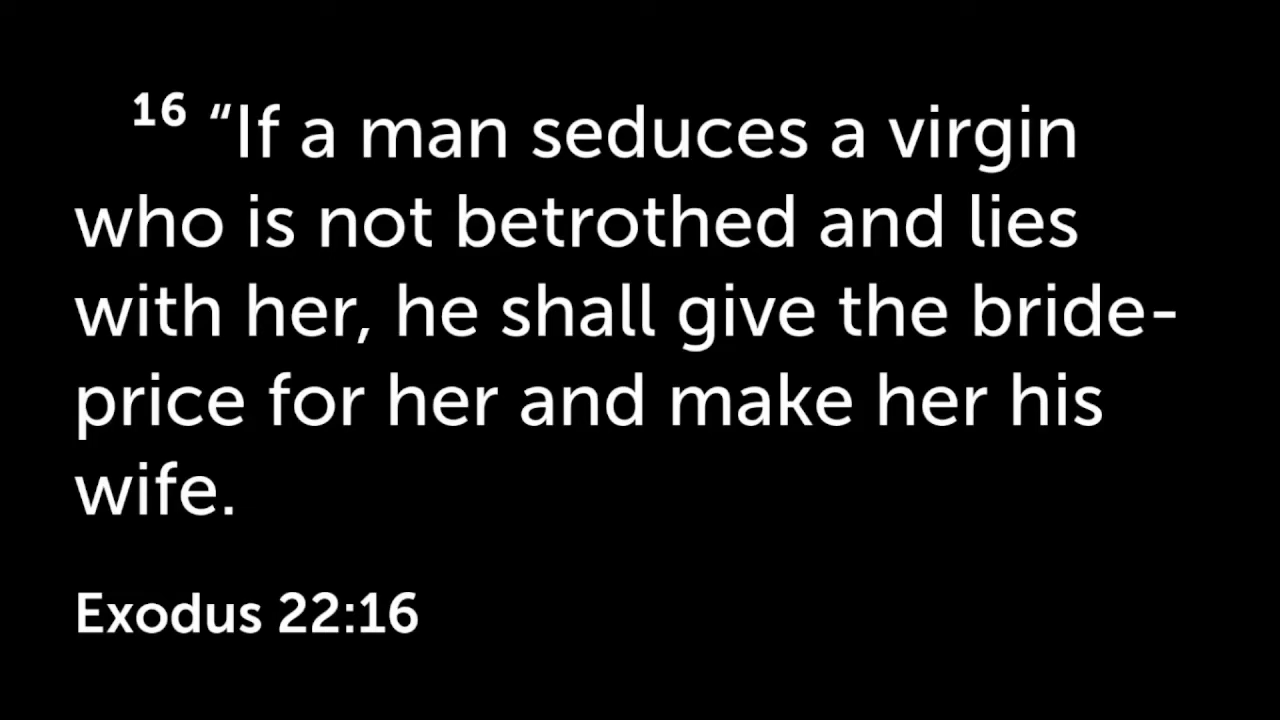 16 “If a man seduces a virgin
who is not betrothed and lies
with her, he shall give the bride-
price for her and make her his
wife.
Exodus 22:16